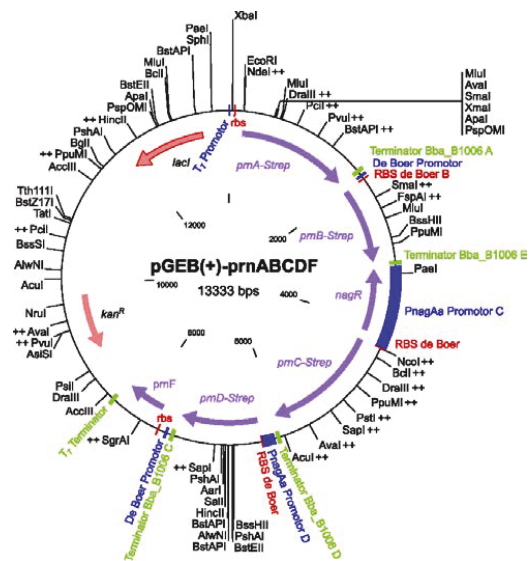 XbaI
PaeI
SphI
BstAPI
MluI
BclI
BstEII
ApaI
PspOMI
++ HincII
PshAI
BglI
++ PpuMI
AccIII
Tth111I
BstZ17I
TatI
++ PciI
BssSI
AlwNI
AcuI
NruI
++ AvaI
++ PvuI
AsiSI
PsiI
DraIII
AccIII
T7 Terminator
++ SgrAI
De Boer Promotor
rbs
Terminator Bba_B1006 C
++ SapI
PshAI
AarI
SalI
HincII
BstAPI
AlwNI
BstAPI
BssHII
PshAI
BstEII
RBS de Boer
PnagAa Promotor D
Terminator Bba_B1006 D
AcuI ++
AvaI ++
SapI ++
PstI ++
PpuMI ++
DraIII ++
BclI ++
NcoI ++
RBS de Boer
PnagAa Promotor C
PaeI
Terminator Bba_B1006 B
PpuMI
BssHII
MluI
FspAI ++
SmaI ++
RBS de Boer B
De Boer Promotor
Terminator Bba_B1006 A
BstAPI ++
PvuI ++
PciI ++
DraIII ++
MluI
NdeI ++
EcoRI
MluI
AvaI
SmaI
XmaI
ApaI
PspOMI
T7 Promotor
rbs
lacI
prnA-Strep
prnB-Strep
nagR
prnC-Strep
prnD-Strep
prnF
kanR
12000
2000
10000
4000
8000
6000
pGEB(+)-prnABCDF
13333 bps